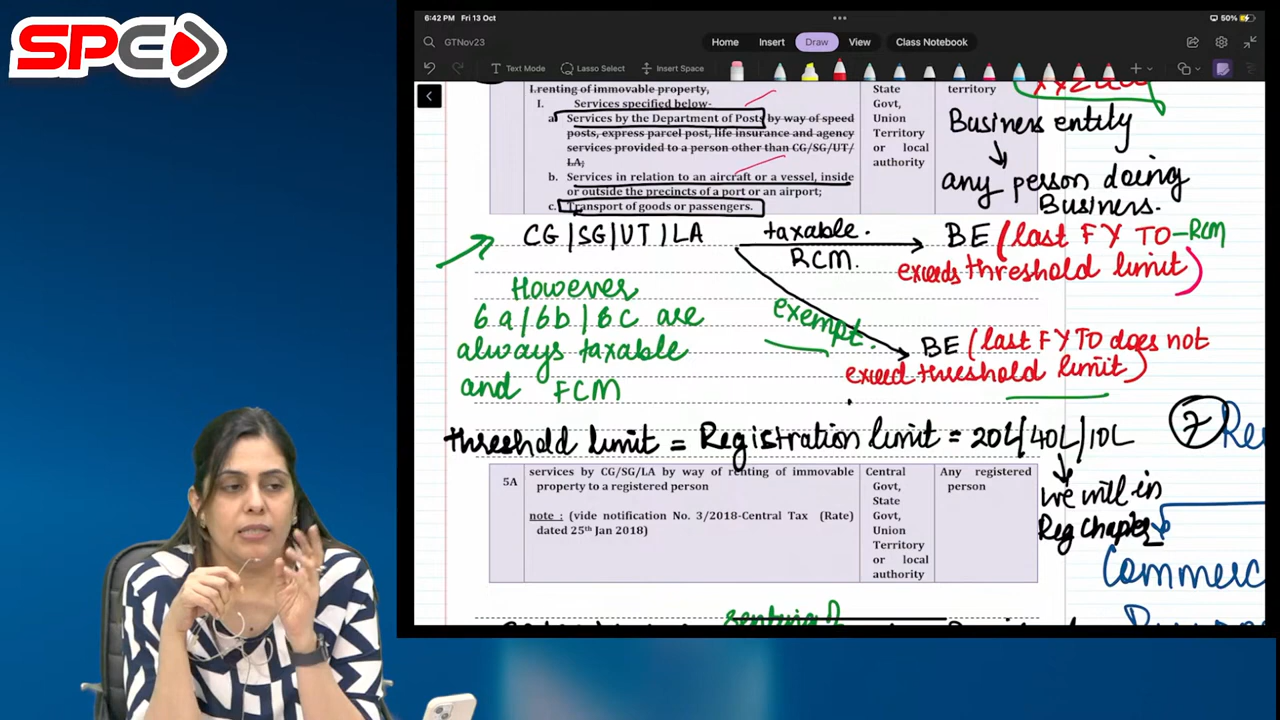 SPC
6:42 PM Fri 13 Oct
50%
GTNov23
Home Insert Draw View Class Notebook
Text Mode Lasso Select Insert Space
I.renting of immovable property,
I. Services specified below-
a. Services by the Department of Posts by way of speed
posts, express parcel post, life insurance and agency
services provided to a person other than CG/SG/UT/
LA;
b. Services in relation to an aircraft or a vessel, inside
or outside the precincts of a port or an airport;
c. Transport of goods or passengers.
State
Govt,
Union
Territory
or local
authority
territory
Business entity
any person doing
Business.
CG|SG|UT|LA
taxable.
RCM.
BE (last FY TO - RCM
exceeds threshold limit)
However
6a/6b/6c are
always taxable
and FCM
exempt.
BE (last FY TO does not
exceed threshold limit)
threshold limit = Registration limit = 20L/40L/10L
7 Re
we will in
Reg Chapter
Commerc
5A
services by CG/SG/LA by way of renting of immovable
property to a registered person
note : (vide notification No. 3/2018-Central Tax (Rate)
dated 25th Jan 2018)
Central
Govt,
State
Govt,
Union
Territory
or local
authority
Any registered
person